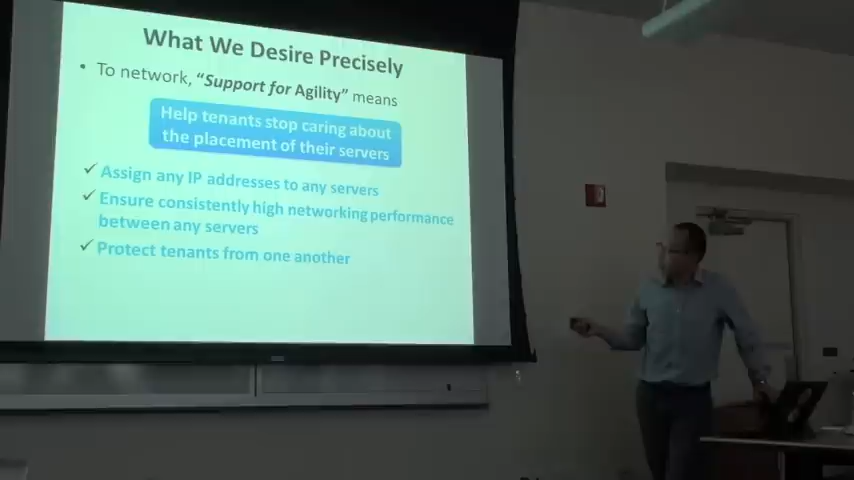 What We Desire Precisely
• To network, “Support for Agility” means
Help tenants stop caring about
the placement of their servers
✓ Assign any IP addresses to any servers
✓ Ensure consistently high networking performance
between any servers
✓ Protect tenants from one another